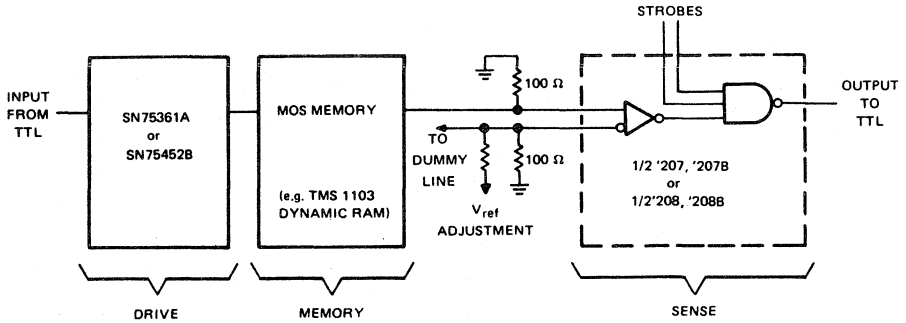 STROBES
INPUT
FROM
TTL
SN75361A
or
SN75452B
MOS MEMORY
(e.g. TMS 1103
DYNAMIC RAM)
100 Ω
TO
DUMMY
LINE
100 Ω
Vref
ADJUSTMENT
1/2 '207, '207B
or
1/2'208, '208B
OUTPUT
TO
TTL
DRIVE
MEMORY
SENSE